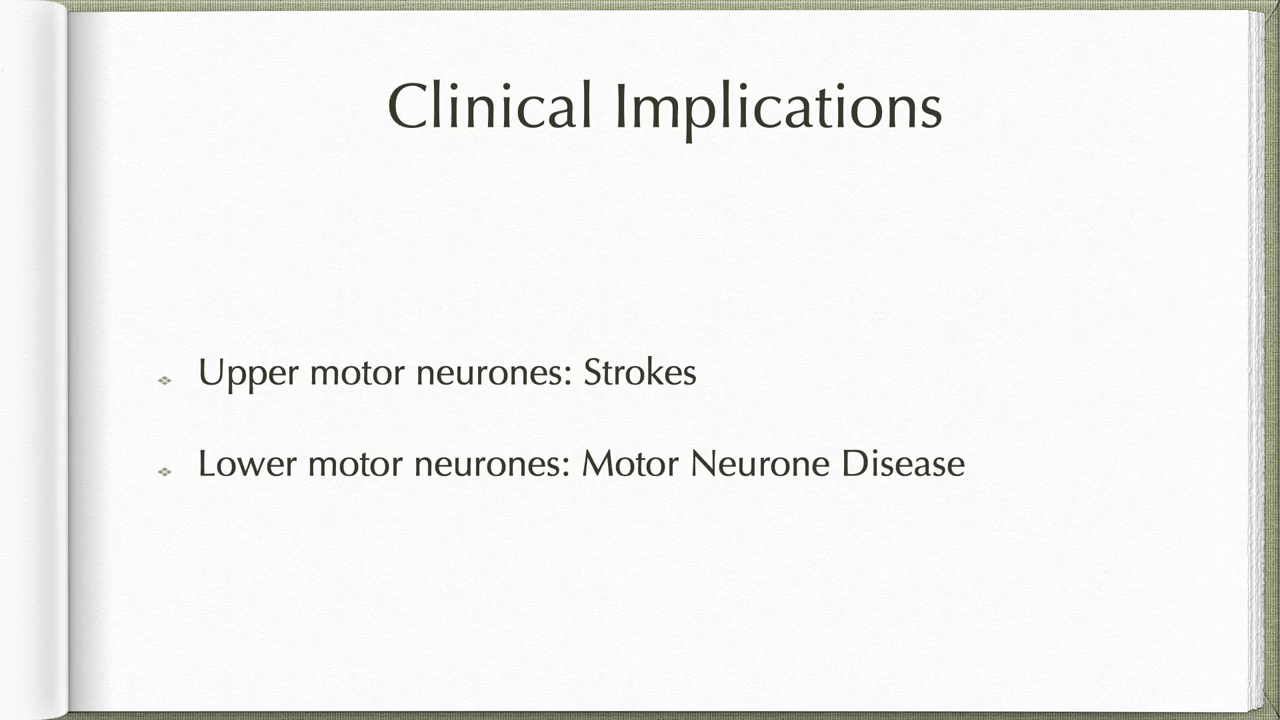 Clinical Implications
Upper motor neurones: Strokes
Lower motor neurones: Motor Neurone Disease